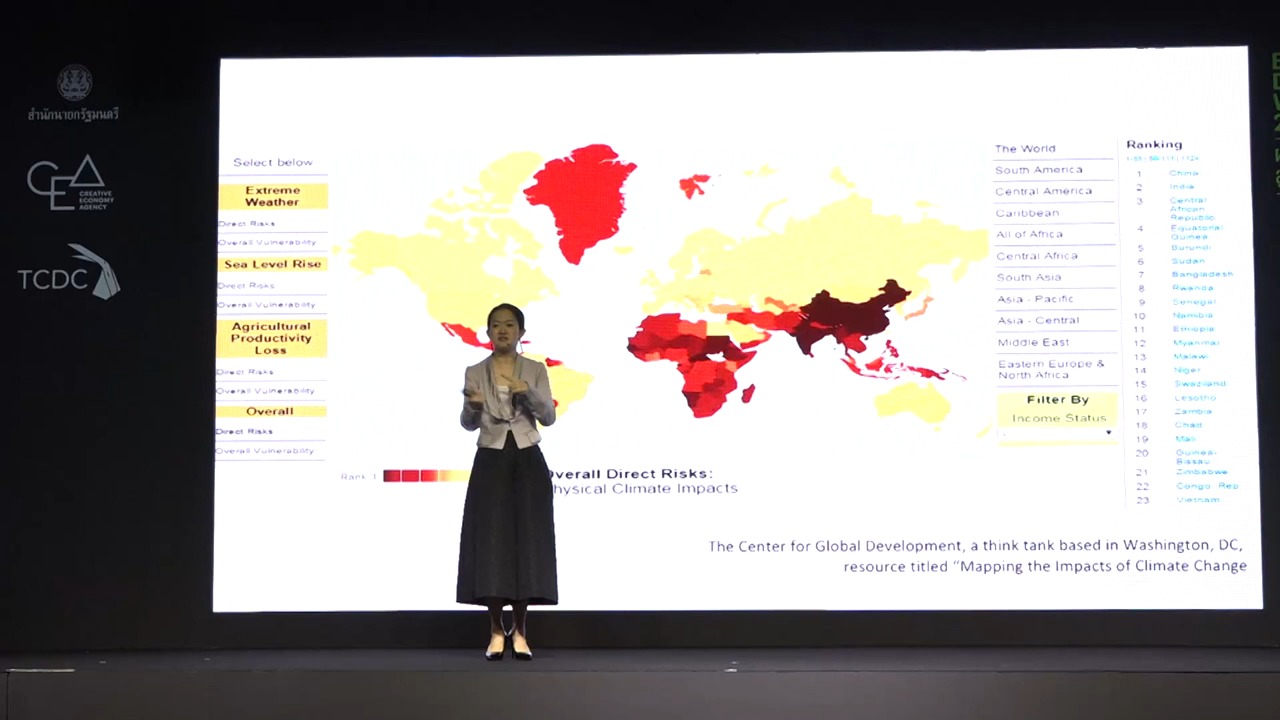 สำนักนายกรัฐมนตรี
CEA
CREATIVE
ECONOMY
AGENCY
TCDC
Select below
Extreme
Weather
Direct Risks
Overall Vulnerability
Sea Level Rise
Direct Risks
Overall Vulnerability
Agricultural
Productivity
Loss
Direct Risks
Overall Vulnerability
Overall
Direct Risks
Overall Vulnerability
Rank 1
Overall Direct Risks:
Physical Climate Impacts
The World
South America
Central America
Caribbean
All of Africa
Central Africa
South Asia
Asia - Pacific
Asia - Central
Middle East
Eastern Europe &
North Africa
Filter By
Income Status
Ranking
1 China
2 India
3 Central
African
Republic
4 Equatorial
Guinea
5 Burundi
6 Sudan
7 Bangladesh
8 Rwanda
9 Senegal
10 Namibia
11 Ethiopia
12 Myanmar
13 Malawi
14 Niger
15 Swaziland
16 Lesotho
17 Zambia
18 Chad
19 Mali
20 Guinea-
Bissau
21 Zimbabwe
22 Congo, Rep.
23 Vietnam
The Center for Global Development, a think tank based in Washington, DC,
resource titled “Mapping the Impacts of Climate Change